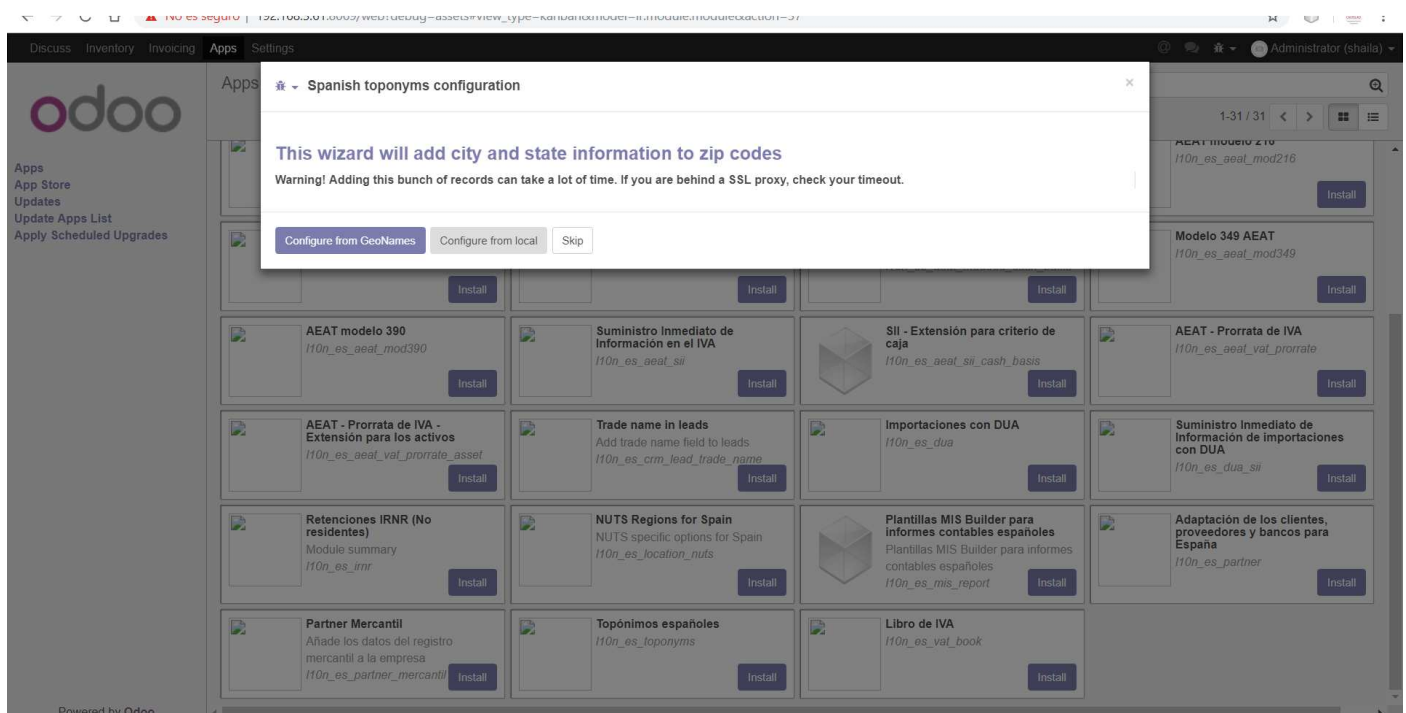 No es seguro | 192.168.3.61:8069/web?debug=assets#view_type=kanban&model=ir.module.module&action=37
Discuss Inventory Invoicing Apps Settings
Administrator (shaila)
odoo
Apps
App Store
Updates
Update Apps List
Apply Scheduled Upgrades
Powered by Odoo
Apps
1-31 / 31
Spanish toponyms configuration
×
This wizard will add city and state information to zip codes
Warning! Adding this bunch of records can take a lot of time. If you are behind a SSL proxy, check your timeout.
Configure from GeoNames Configure from local Skip
AEAT modelo 216
l10n_es_aeat_mod216
Install
Install
Install
Install
Modelo 349 AEAT
l10n_es_aeat_mod349
Install
AEAT modelo 390
l10n_es_aeat_mod390
Install
Suministro Inmediato de
Información en el IVA
l10n_es_aeat_sii
Install
SII - Extensión para criterio de
caja
l10n_es_aeat_sii_cash_basis
Install
AEAT - Prorrata de IVA
l10n_es_aeat_vat_prorrate
Install
AEAT - Prorrata de IVA -
Extensión para los activos
l10n_es_aeat_vat_prorrate_asset
Install
Trade name in leads
Add trade name field to leads
l10n_es_crm_lead_trade_name
Install
Importaciones con DUA
l10n_es_dua
Install
Suministro Inmediato de
Información de importaciones
con DUA
l10n_es_dua_sii
Install
Retenciones IRNR (No
residentes)
Module summary
l10n_es_irnr
Install
NUTS Regions for Spain
NUTS specific options for Spain
l10n_es_location_nuts
Install
Plantillas MIS Builder para
informes contables españoles
Plantillas MIS Builder para informes
contables españoles
l10n_es_mis_report
Install
Adaptación de los clientes,
proveedores y bancos para
España
l10n_es_partner
Install
Partner Mercantil
Añade los datos del registro
mercantil a la empresa
l10n_es_partner_mercantil
Install
Topónimos españoles
l10n_es_toponyms
Install
Libro de IVA
l10n_es_vat_book
Install